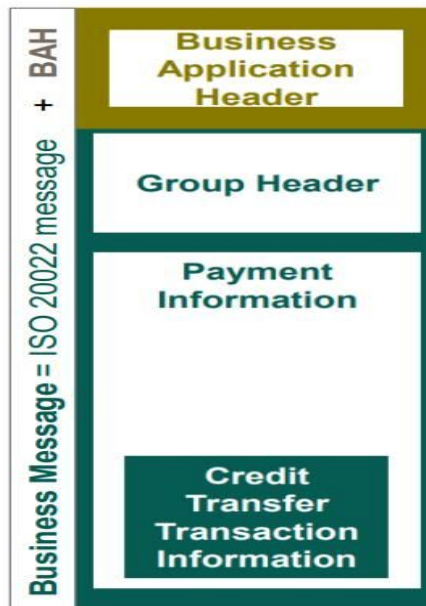 Business Message = ISO 20022 message + BAH
Business
Application
Header
Group Header
Payment
Information
Credit
Transfer
Transaction
Information